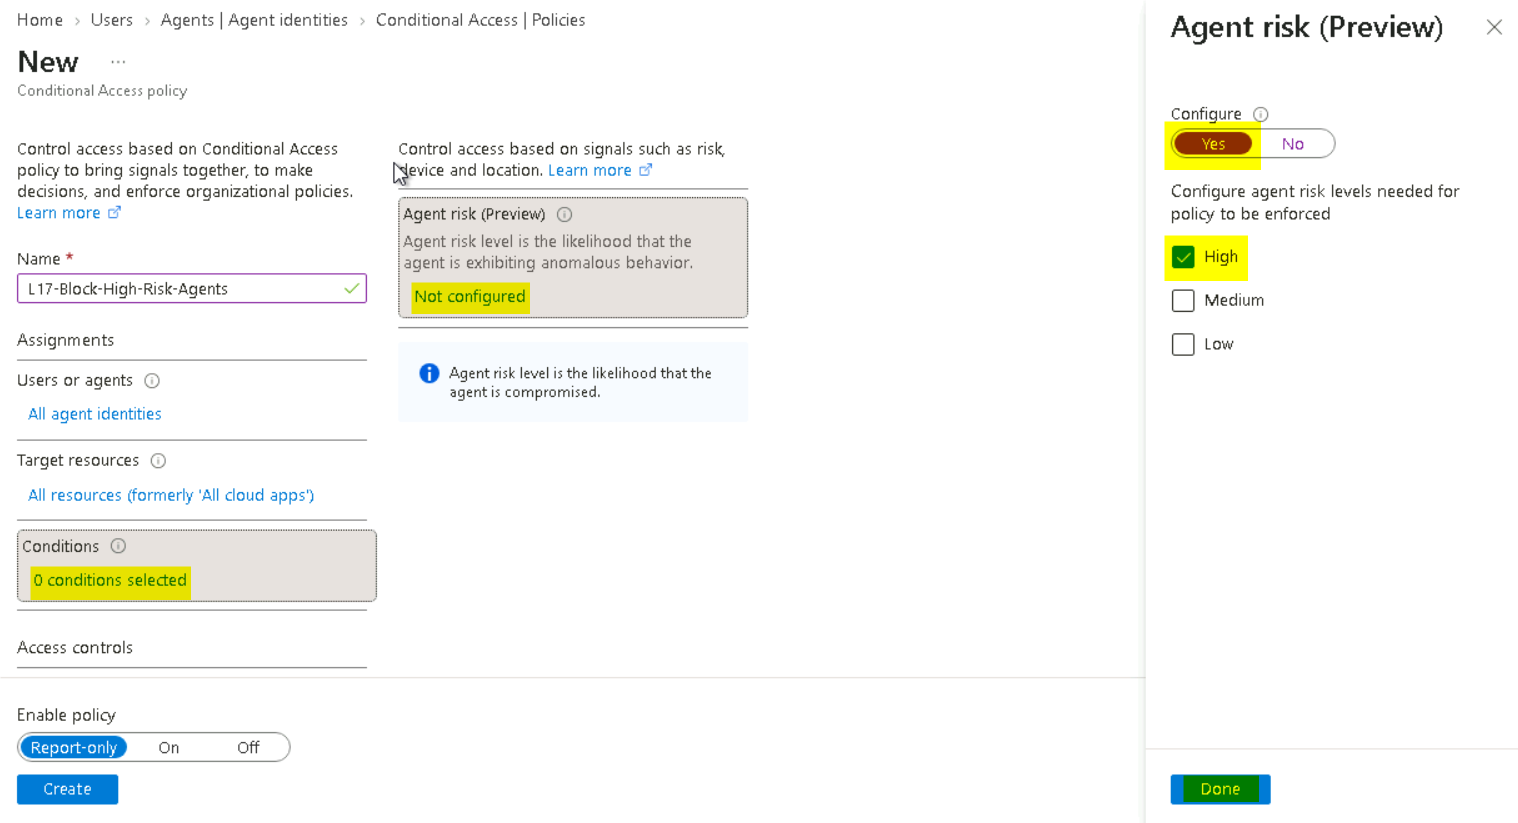 Home > Users > Agents | Agent identities > Conditional Access | Policies
New ...
Conditional Access policy
Control access based on Conditional Access
policy to bring signals together, to make
decisions, and enforce organizational policies.
Learn more
Name *
L17-Block-High-Risk-Agents
Assignments
Users or agents
All agent identities
Target resources
All resources (formerly 'All cloud apps')
Conditions
0 conditions selected
Access controls
Enable policy
Report-only On Off
Create
Control access based on signals such as risk,
device and location. Learn more
Agent risk (Preview)
Agent risk level is the likelihood that the
agent is exhibiting anomalous behavior.
Not configured
Agent risk level is the likelihood that the
agent is compromised.
Agent risk (Preview)
Configure
Yes No
Configure agent risk levels needed for
policy to be enforced
High
Medium
Low
Done